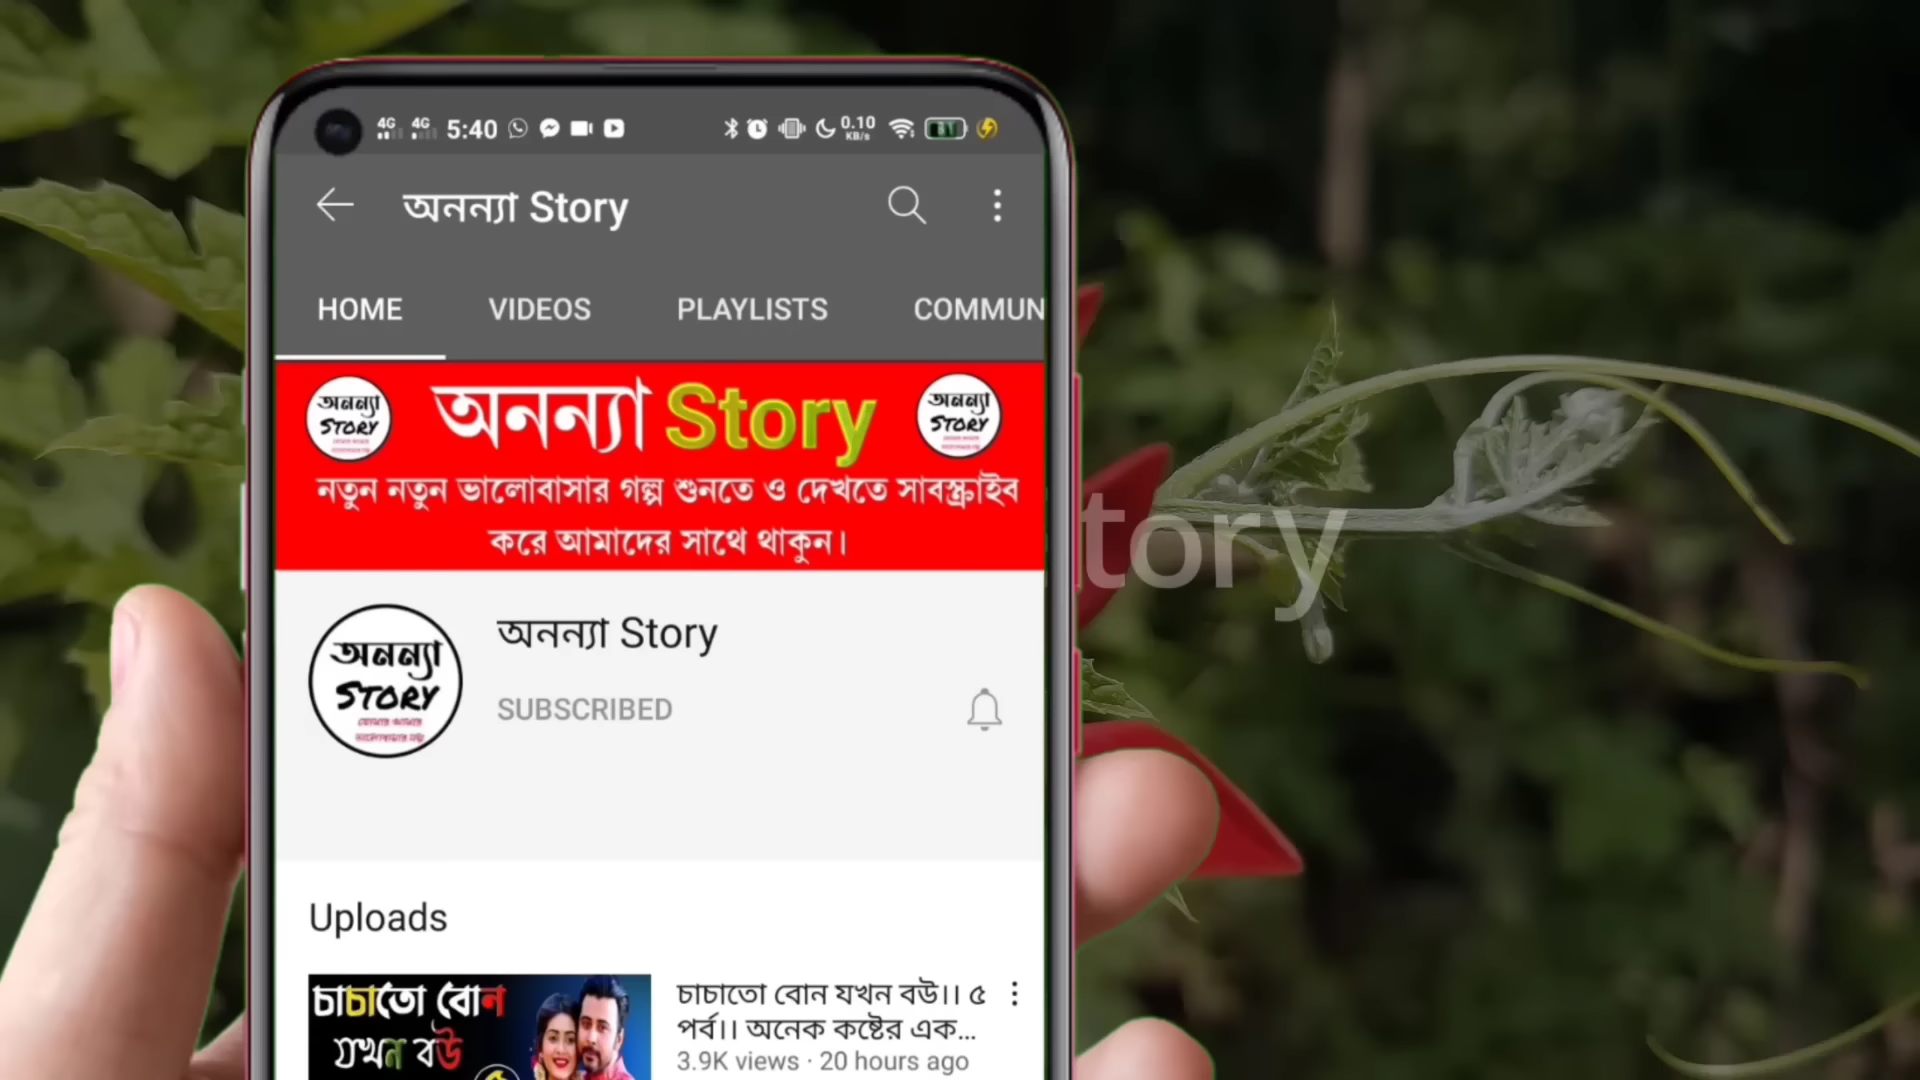 4G 4G 5:40 0.10 KB/s 81
অনন্যা Story
HOME VIDEOS PLAYLISTS COMMUN
অনন্যা STORY
অনন্যা Story
অনন্যা STORY
নতুন নতুন ভালোবাসার গল্প শুনতে ও দেখতে সাবস্ক্রাইব
করে আমাদের সাথে থাকুন।
tory
অনন্যা
STORY
অনন্যা Story
SUBSCRIBED
Uploads
চাচাতো বোন
যখন বউ
চাচাতো বোন যখন বউ।। ৫
পর্ব।। অনেক কষ্টের এক...
3.9K views · 20 hours ago